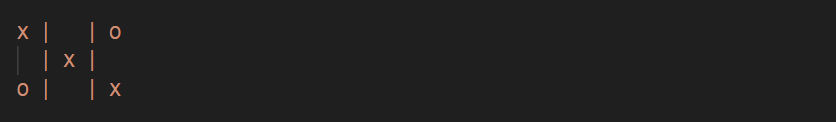 x |   | o
  | x |
o |   | x